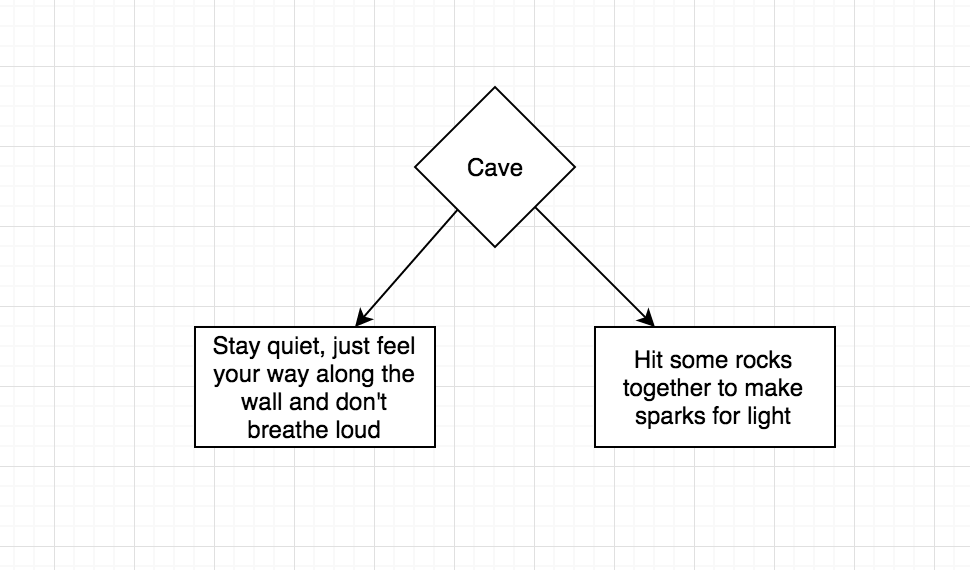 Cave
Stay quiet, just feel
your way along the
wall and don't
breathe loud
Hit some rocks
together to make
sparks for light